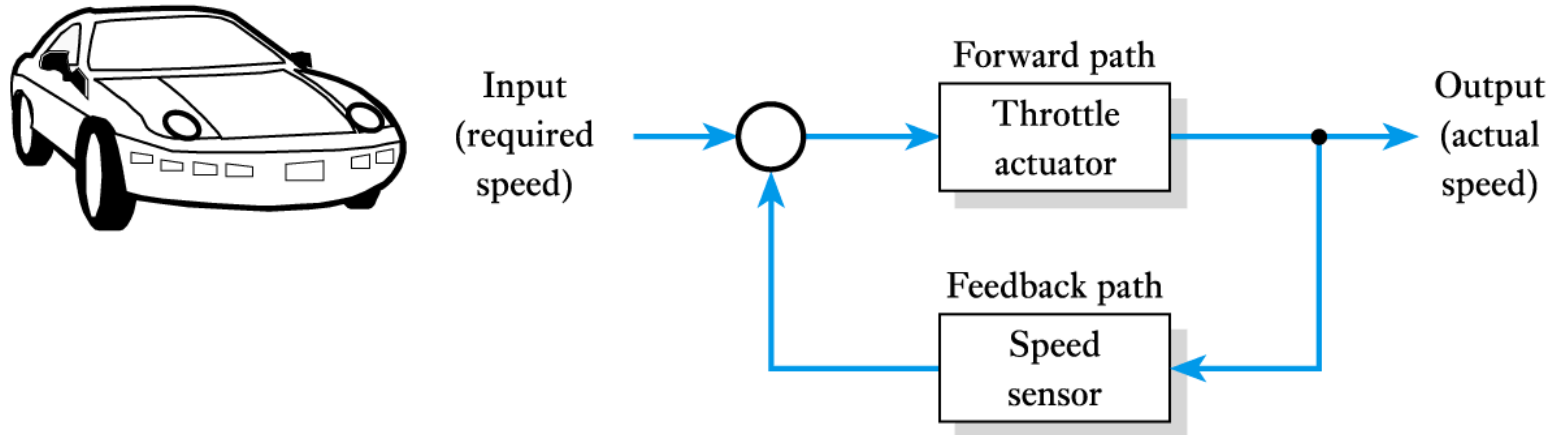 Input
(required
speed)
Forward path
Throttle
actuator
Output
(actual
speed)
Feedback path
Speed
sensor